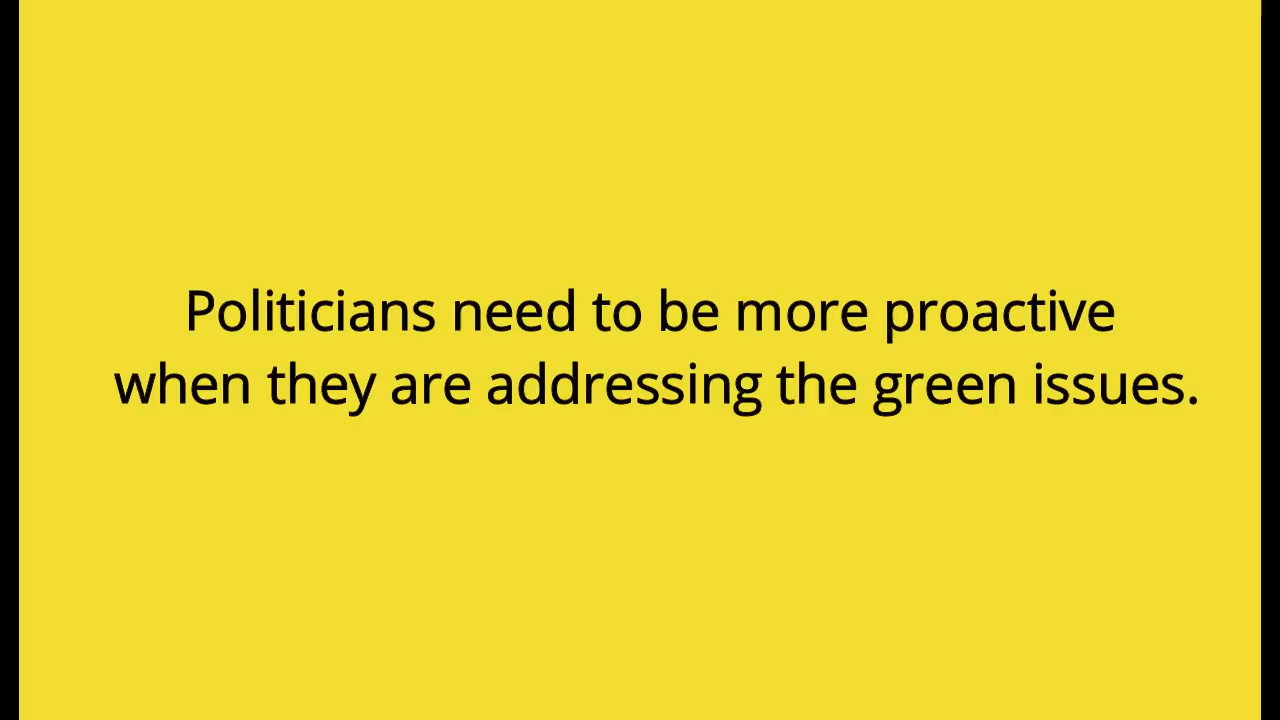 Politicians need to be more proactive
when they are addressing the green issues.